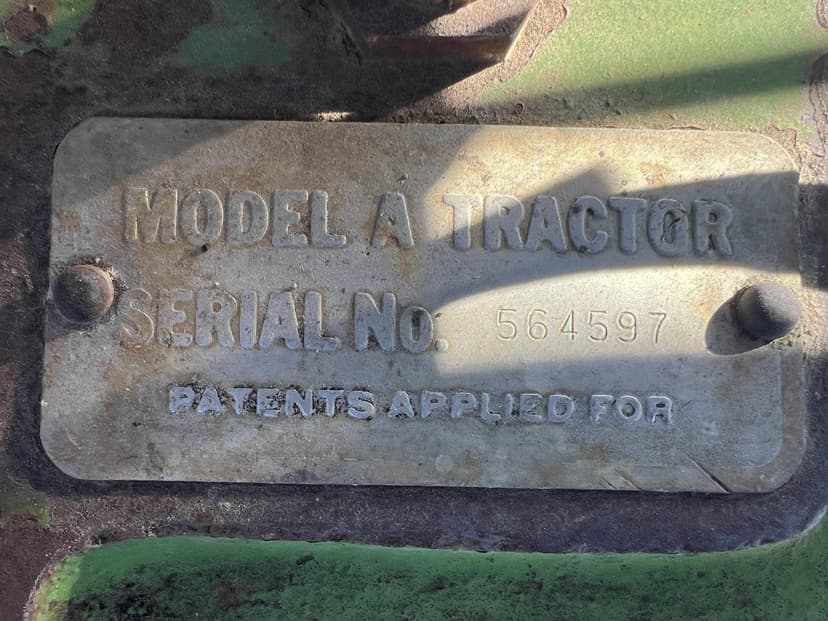 MODEL A TRACTOR
SERIAL NO. 564597
PATENTS APPLIED FOR